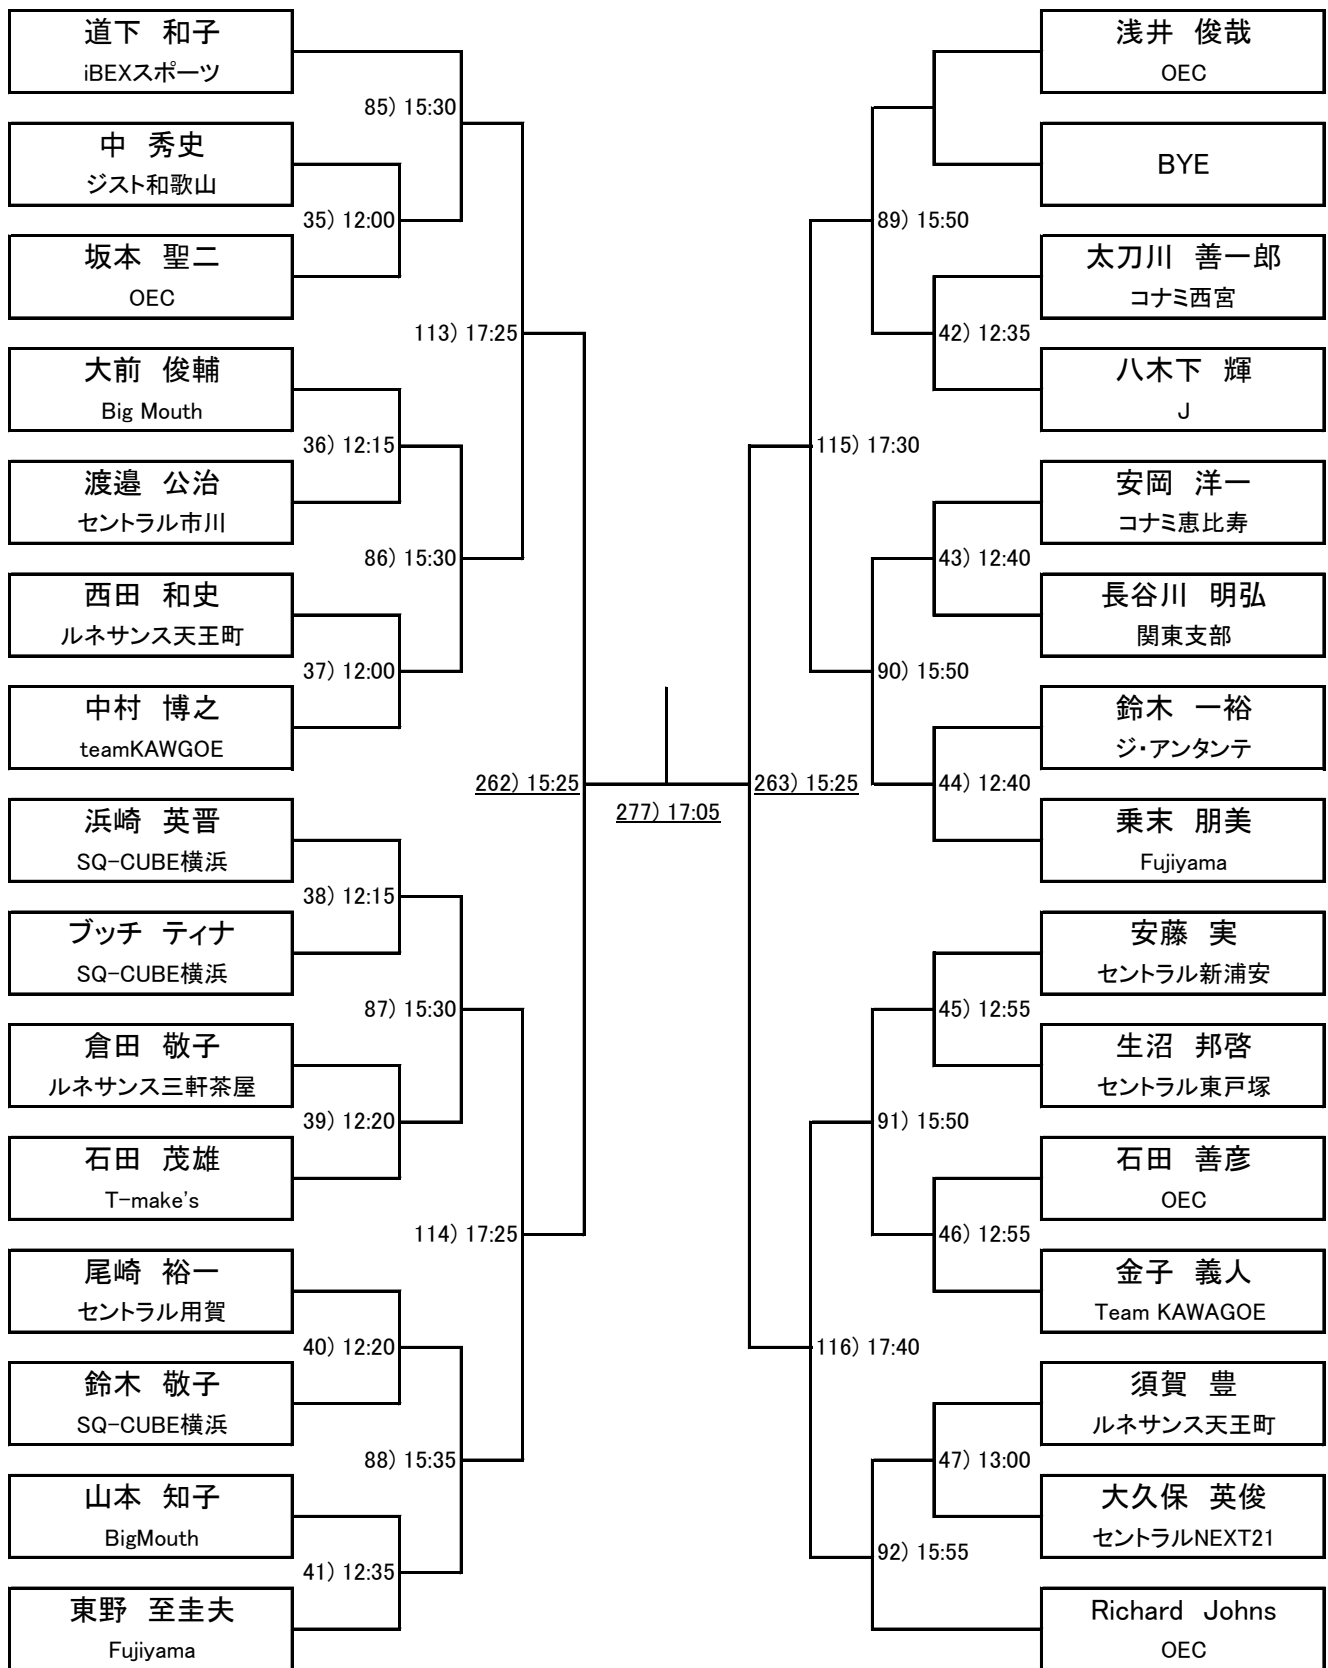 道下 和子
iBEXスポーツ
85) 15:30
中 秀史
ジスト和歌山
35) 12:00
坂本 聖二
OEC
113) 17:25
大前 俊輔
Big Mouth
36) 12:15
渡邉 公治
セントラル市川
86) 15:30
西田 和史
ルネサンス天王町
37) 12:00
中村 博之
teamKAWGOE
262) 15:25
浜崎 英晋
SQ-CUBE横浜
38) 12:15
ブッチ ティナ
SQ-CUBE横浜
87) 15:30
倉田 敬子
ルネサンス三軒茶屋
39) 12:20
石田 茂雄
T-make's
114) 17:25
尾崎 裕一
セントラル用賀
40) 12:20
鈴木 敬子
SQ-CUBE横浜
88) 15:35
山本 知子
BigMouth
41) 12:35
東野 至圭夫
Fujiyama
277) 17:05
浅井 俊哉
OEC
BYE
89) 15:50
太刀川 善一郎
コナミ西宮
42) 12:35
八木下 輝
J
115) 17:30
安岡 洋一
コナミ恵比寿
43) 12:40
長谷川 明弘
関東支部
90) 15:50
鈴木 一裕
ジ・アンタンテ
263) 15:25
44) 12:40
乗末 朋美
Fujiyama
安藤 実
セントラル新浦安
45) 12:55
生沼 邦啓
セントラル東戸塚
91) 15:50
石田 善彦
OEC
46) 12:55
金子 義人
Team KAWAGOE
116) 17:40
須賀 豊
ルネサンス天王町
47) 13:00
大久保 英俊
セントラルNEXT21
92) 15:55
Richard Johns
OEC